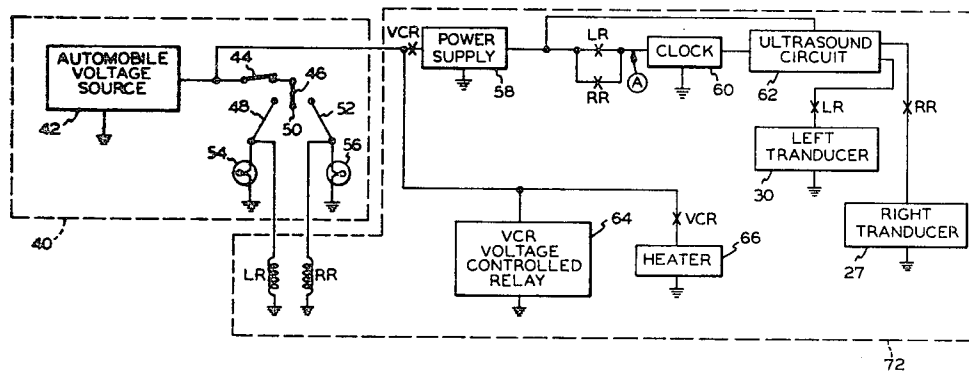 AUTOMOBILE
VOLTAGE
SOURCE
42
44
46
48
50
52
54
56
40
LR
RR
VCR
POWER
SUPPLY
58
LR
RR
A
CLOCK
60
ULTRASOUND
CIRCUIT
62
LR
RR
LEFT
TRANDUCER
30
RIGHT
TRANDUCER
27
VCR
VOLTAGE
CONTROLLED
RELAY
64
VCR
HEATER
66
72